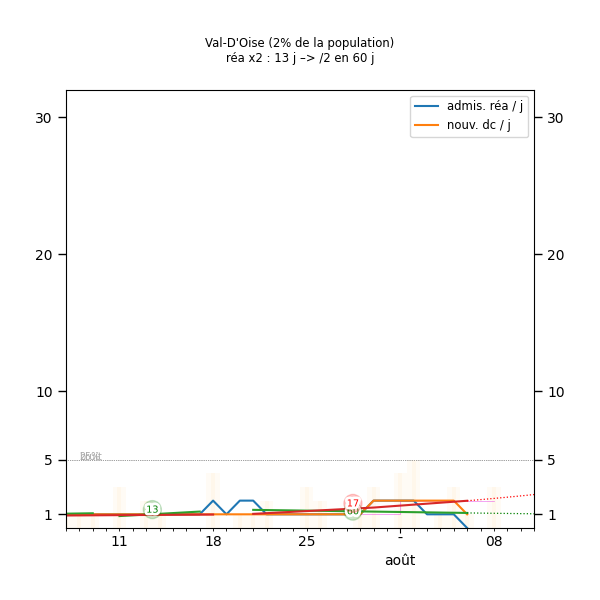 Val-D'Oise (2% de la population)
réa x2 : 13 j –> /2 en 60 j
admis. réa / j
nouv. dc / j
30 30
20 20
10 10
5 5
1 1
13
17
60
11 18 25 - 08
août